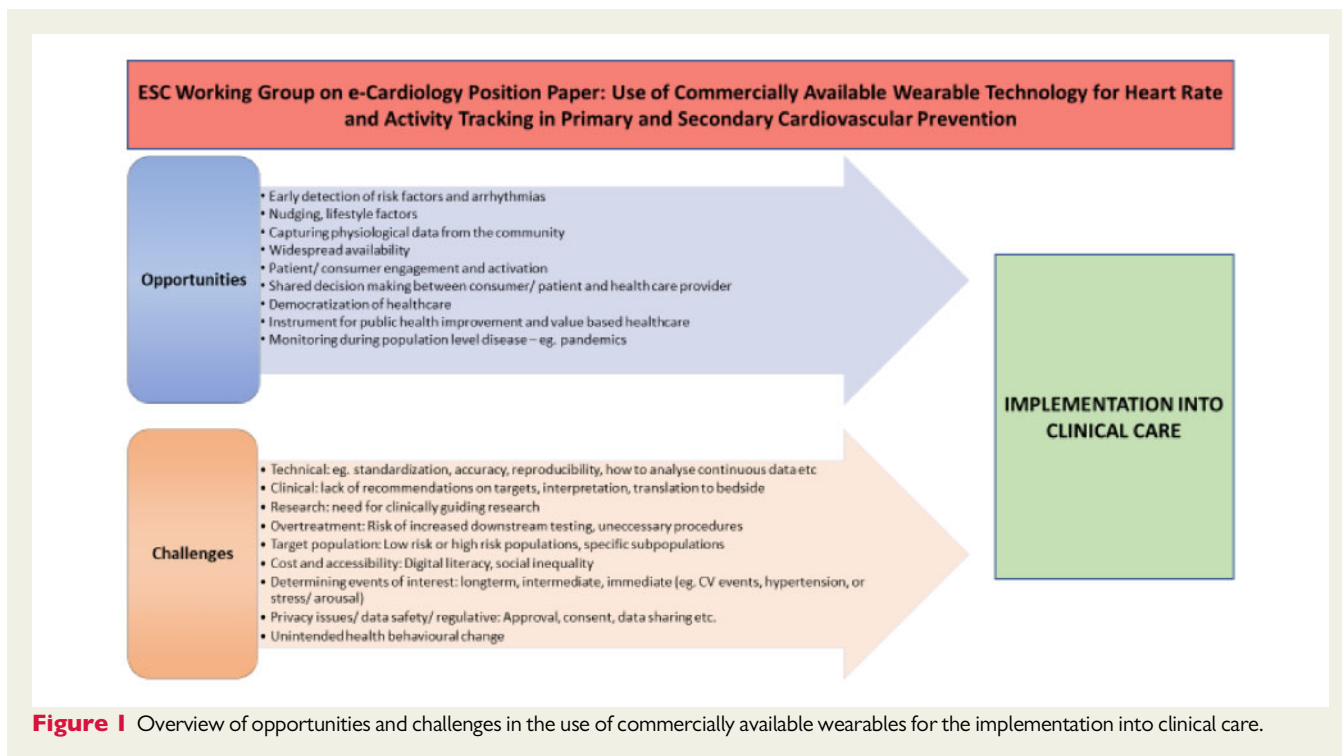 ESC Working Group on e-Cardiology Position Paper: Use of Commercially Available Wearable Technology for Heart Rate
and Activity Tracking in Primary and Secondary Cardiovascular Prevention
Opportunities
• Early detection of risk factors and arrhythmias
• Nudging, lifestyle factors
• Capturing physiological data from the community
• Widespread availability
• Patient/ consumer engagement and activation
• Shared decision making between consumer/ patient and health care provider
• Democratization of healthcare
• Instrument for public health improvement and value based healthcare
• Monitoring during population level disease – eg. pandemics
Challenges
• Technical: eg. standardization, accuracy, reproducibility, how to analyse continuous data etc
• Clinical: lack of recommendations on targets, interpretation, translation to bedside
• Research: need for clinically guiding research
• Overtreatment: Risk of increased downstream testing, uneccessary procedures
• Target population: Low risk or high risk populations, specific subpopulations
• Cost and accessibility: Digital literacy, social inequality
• Determining events of interest: longterm, intermediate, immediate (eg. CV events, hypertension, or
stress/ arousal)
• Privacy issues/ data safety/ regulative: Approval, consent, data sharing etc.
• Unintended health behavioural change
IMPLEMENTATION INTO
CLINICAL CARE
Figure 1 Overview of opportunities and challenges in the use of commercially available wearables for the implementation into clinical care.